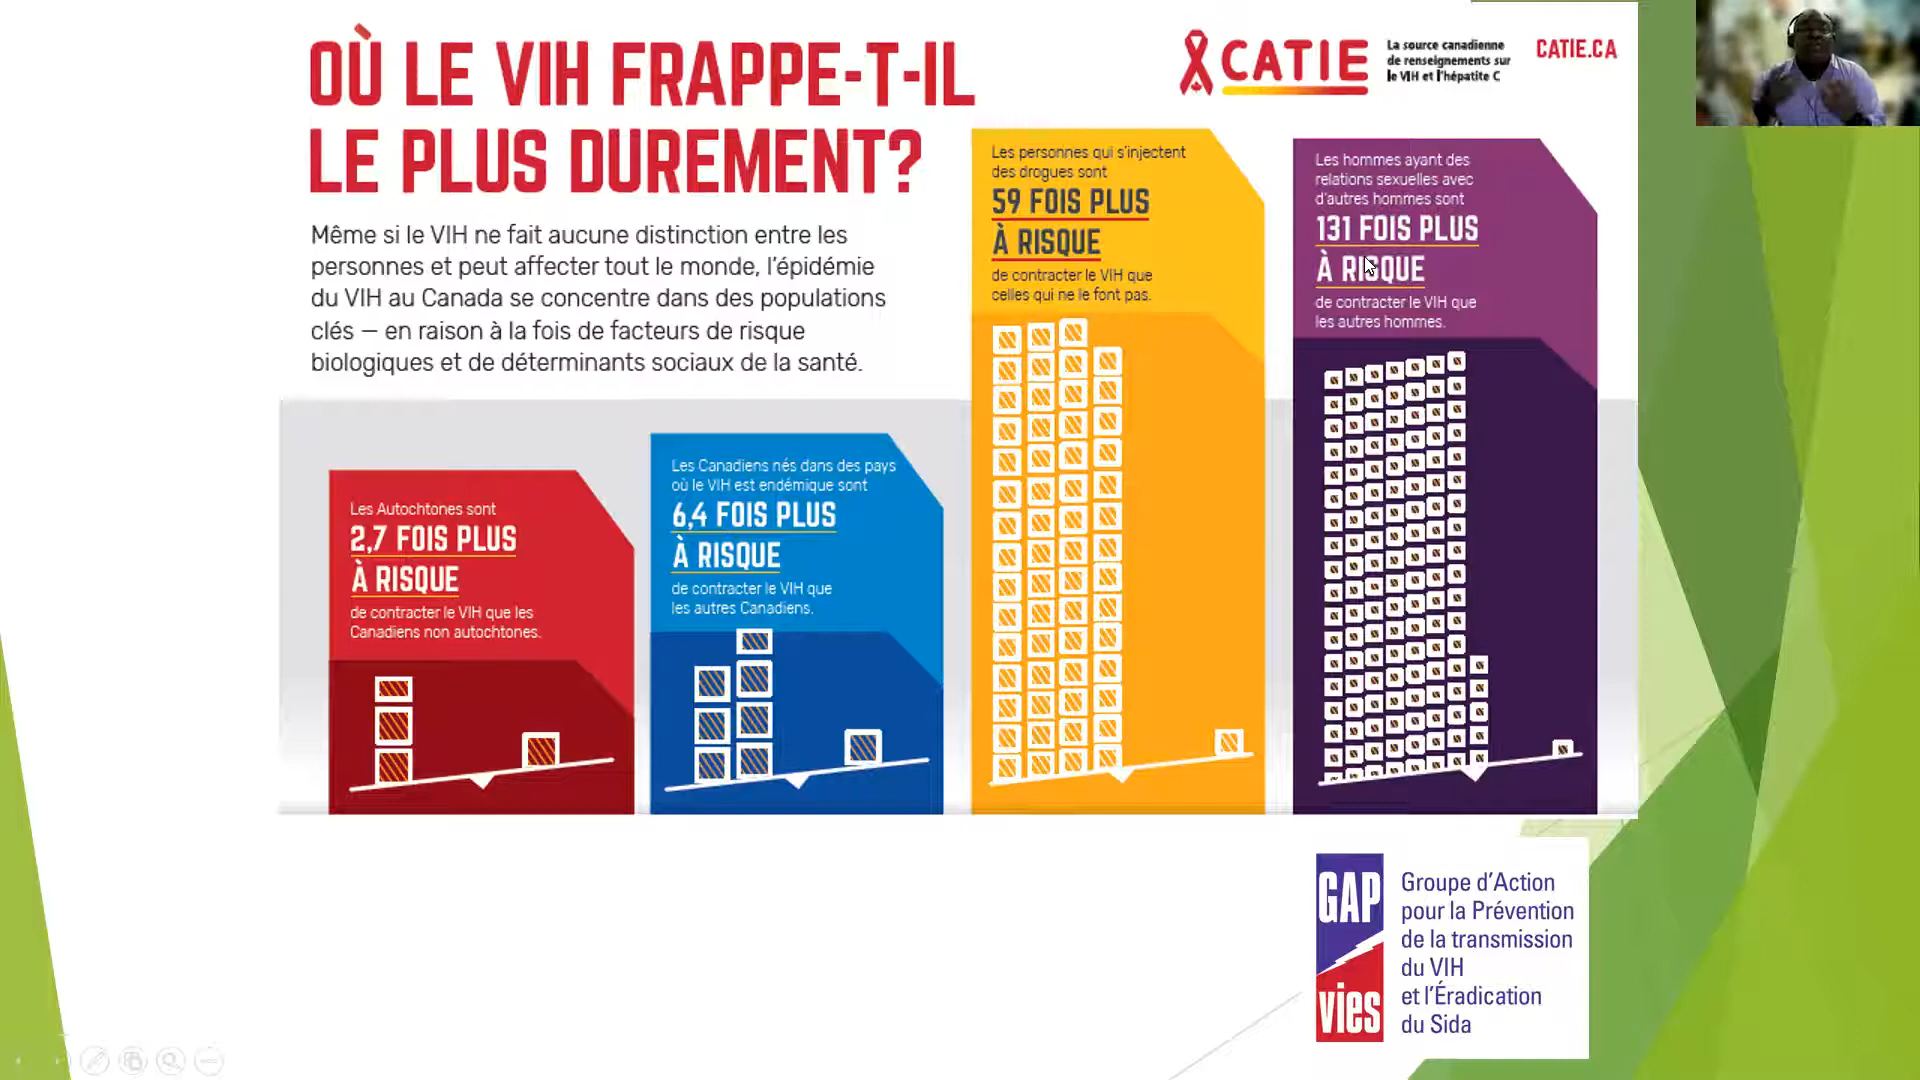 OÙ LE VIH FRAPPE-T-IL
LE PLUS DUREMENT?
Même si le VIH ne fait aucune distinction entre les
personnes et peut affecter tout le monde, l'épidémie
du VIH au Canada se concentre dans des populations
clés — en raison à la fois de facteurs de risque
biologiques et de déterminants sociaux de la santé.
CATIE
La source canadienne
de renseignements sur
le VIH et l'hépatite C
CATIE.CA
Les Autochtones sont
2,7 FOIS PLUS
À RISQUE
de contracter le VIH que les
Canadiens non autochtones.
Les Canadiens nés dans des pays
où le VIH est endémique sont
6,4 FOIS PLUS
À RISQUE
de contracter le VIH que
les autres Canadiens.
Les personnes qui s'injectent
des drogues sont
59 FOIS PLUS
À RISQUE
de contracter le VIH que
celles qui ne le font pas.
Les hommes ayant des
relations sexuelles avec
d'autres hommes sont
131 FOIS PLUS
À RISQUE
de contracter le VIH que
les autres hommes.
GAP
vies
Groupe d'Action
pour la Prévention
de la transmission
du VIH
et l'Éradication
du Sida